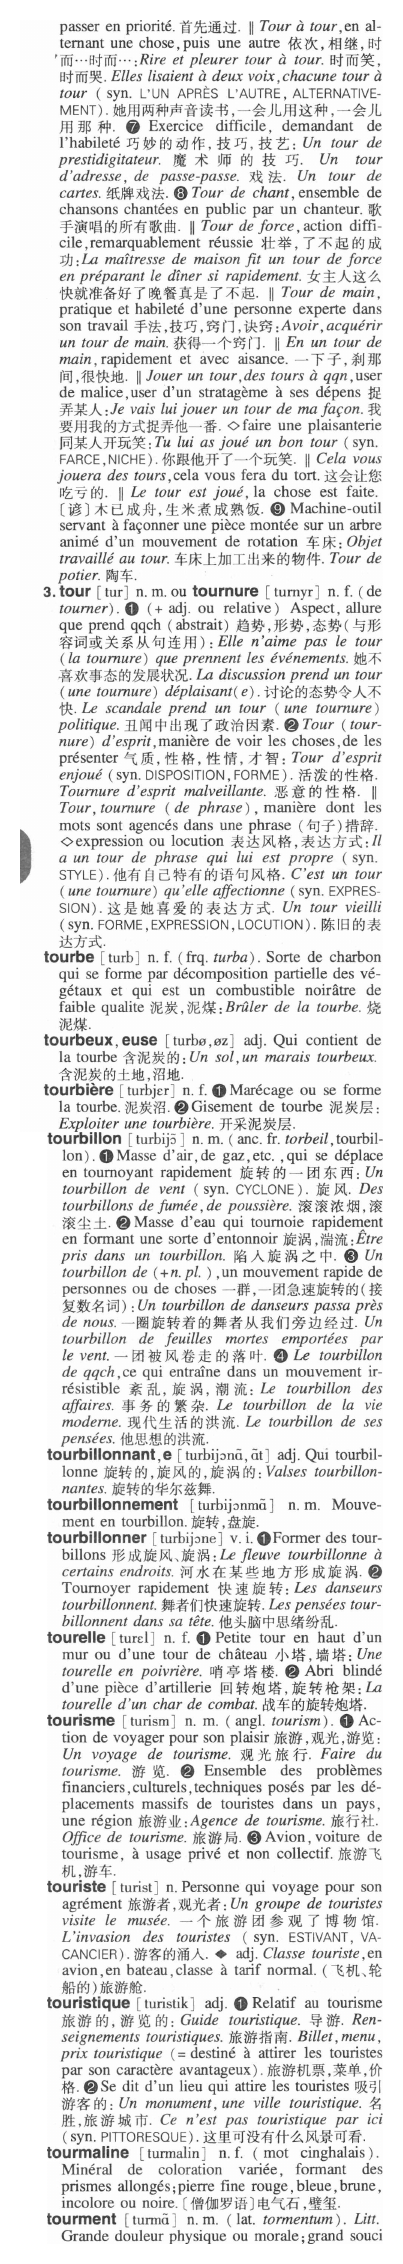 passer en priorité. 首先通过. ‖ Tour à tour, en al-
ternant une chose, puis une autre 依次,相继,时
而…时而…: Rire et pleurer tour à tour. 时而笑,
时而哭. Elles lisaient à deux voix, chacune tour à
tour ( syn. L'UN APRÈS L'AUTRE, ALTERNATIVE-
MENT). 她用两种声音读书,一会儿用这种,一会儿
用那种. ❼ Exercice difficile, demandant de
l'habileté 巧妙的动作,技巧,技艺: Un tour de
prestidigitateur. 魔术师的技巧. Un tour
d'adresse, de passe-passe. 戏法. Un tour de
cartes. 纸牌戏法. ❽ Tour de chant, ensemble de
chansons chantées en public par un chanteur. 歌
手演唱的所有歌曲. ‖ Tour de force, action diffi-
cile, remarquablement réussie 壮举,了不起的成
功: La maîtresse de maison fit un tour de force
en préparant le dîner si rapidement. 女主人这么
快就准备好了晚餐真是了不起. ‖ Tour de main,
pratique et habileté d'une personne experte dans
son travail 手法,技巧,窍门,诀窍: Avoir, acquérir
un tour de main. 获得一个窍门. ‖ En un tour de
main, rapidement et avec aisance. 一下子,刹那
间,很快地. ‖ Jouer un tour, des tours à qqn, user
de malice, user d'un stratagème à ses dépens 捉
弄某人: Je vais lui jouer un tour de ma façon. 我
要用我的方式捉弄他一番. ◇ faire une plaisanterie
同某人开玩笑: Tu lui as joué un bon tour ( syn.
FARCE, NICHE). 你跟他开了一个玩笑. ‖ Cela vous
jouera des tours, cela vous fera du tort. 这会让您
吃亏的. ‖ Le tour est joué, la chose est faite.
[谚]木已成舟,生米煮成熟饭. ❾ Machine-outil
servant à façonner une pièce montée sur un arbre
animé d'un mouvement de rotation 车床: Objet
travaillé au tour. 车床上加工出来的物件. Tour de
potier. 陶车.
3. tour [tur] n. m. ou tournure [turnyr] n. f. (de
tourner). ❶ (+ adj. ou relative) Aspect, allure
que prend qqch (abstrait) 趋势,形势,态势(与形
容词或关系从句连用): Elle n'aime pas le tour
(la tournure) que prennent les événements. 她不
喜欢事态的发展状况. La discussion prend un tour
(une tournure) déplaisant(e). 讨论的态势令人不
快. Le scandale prend un tour (une tournure)
politique. 丑闻中出现了政治因素. ❷ Tour (tour-
nure) d'esprit, manière de voir les choses, de les
présenter 气质,性格,性情,才智: Tour d'esprit
enjoué (syn. DISPOSITION, FORME). 活泼的性格.
Tournure d'esprit malveillante. 恶意的性格. ‖
Tour, tournure (de phrase), manière dont les
mots sont agencés dans une phrase (句子)措辞.
◇ expression ou locution 表达风格,表达方式: Il
a un tour de phrase qui lui est propre (syn.
STYLE). 他有自己特有的语句风格. C'est un tour
(une tournure) qu'elle affectionne (syn. EXPRES-
SION). 这是她喜爱的表达方式. Un tour vieilli
(syn. FORME, EXPRESSION, LOCUTION). 陈旧的表
达方式.
tourbe [turb] n. f. (frq. turba). Sorte de charbon
qui se forme par décomposition partielle des vé-
gétaux et qui est un combustible noirâtre de
faible qualite 泥炭,泥煤: Brûler de la tourbe. 烧
泥煤.
tourbeux, euse [turbø, øz] adj. Qui contient de
la tourbe 含泥炭的: Un sol, un marais tourbeux.
含泥炭的土地,沼地.
tourbière [turbjɛr] n. f. ❶ Marécage ou se forme
la tourbe. 泥炭沼. ❷ Gisement de tourbe 泥炭层:
Exploiter une tourbière. 开采泥炭层.
tourbillon [turbijɔ̃] n. m. (anc. fr. torbeil, tourbil-
lon). ❶ Masse d'air, de gaz, etc., qui se déplace
en tournoyant rapidement 旋转的一团东西: Un
tourbillon de vent (syn. CYCLONE). 旋风. Des
tourbillons de fumée, de poussière. 滚滚浓烟,滚
滚尘土. ❷ Masse d'eau qui tournoie rapidement
en formant une sorte d'entonnoir 旋涡,湍流: Être
pris dans un tourbillon. 陷入旋涡之中. ❸ Un
tourbillon de (+n. pl.), un mouvement rapide de
personnes ou de choses 一群,一团急速旋转的(接
复数名词): Un tourbillon de danseurs passa près
de nous. 一圈旋转着的舞者从我们旁边经过. Un
tourbillon de feuilles mortes emportées par
le vent. 一团被风卷走的落叶. ❹ Le tourbillon
de qqch, ce qui entraîne dans un mouvement ir-
résistible 紊乱,旋涡,潮流: Le tourbillon des
affaires. 事务的繁杂. Le tourbillon de la vie
moderne. 现代生活的洪流. Le tourbillon de ses
pensées. 他思想的洪流.
tourbillonnant, e [turbijɔnɑ̃, ɑ̃t] adj. Qui tourbil-
lonne 旋转的,旋风的,旋涡的: Valses tourbillon-
nantes. 旋转的华尔兹舞.
tourbillonnement [turbijɔnmɑ̃] n. m. Mouve-
ment en tourbillon. 旋转,盘旋.
tourbillonner [turbijɔne] v. i. ❶ Former des tour-
billons 形成旋风、旋涡: Le fleuve tourbillonne à
certains endroits. 河水在某些地方形成旋涡. ❷
Tournoyer rapidement 快速旋转: Les danseurs
tourbillonnent. 舞者们快速旋转. Les pensées tour-
billonnent dans sa tête. 他头脑中思绪纷乱.
tourelle [turɛl] n. f. ❶ Petite tour en haut d'un
mur ou d'une tour de château 小塔,墙塔: Une
tourelle en poivrière. 哨亭塔楼. ❷ Abri blindé
d'une pièce d'artillerie 回转炮塔,旋转枪架: La
tourelle d'un char de combat. 战车的旋转炮塔.
tourisme [turism] n. m. (angl. tourism). ❶ Ac-
tion de voyager pour son plaisir 旅游,观光,游览:
Un voyage de tourisme. 观光旅行. Faire du
tourisme. 游览. ❷ Ensemble des problèmes
financiers, culturels, techniques posés par les dé-
placements massifs de touristes dans un pays,
une région 旅游业: Agence de tourisme. 旅行社.
Office de tourisme. 旅游局. ❸ Avion, voiture de
tourisme, à usage privé et non collectif. 旅游飞
机,游车.
touriste [turist] n. Personne qui voyage pour son
agrément 旅游者,观光者: Un groupe de touristes
visite le musée. 一个旅游团参观了博物馆.
L'invasion des touristes ( syn. ESTIVANT, VA-
CANCIER). 游客的涌入. ◆ adj. Classe touriste, en
avion, en bateau, classe à tarif normal. (飞机、轮
船的)旅游舱.
touristique [turistik] adj. ❶ Relatif au tourisme
旅游的,游览的: Guide touristique. 导游. Ren-
seignements touristiques. 旅游指南. Billet, menu,
prix touristique (= destiné à attirer les touristes
par son caractère avantageux). 旅游机票,菜单,价
格. ❷ Se dit d'un lieu qui attire les touristes 吸引
游客的: Un monument, une ville touristique. 名
胜,旅游城市. Ce n'est pas touristique par ici
(syn. PITTORESQUE). 这里可没有什么风景可看.
tourmaline [turmalin] n. f. ( mot cinghalais).
Minéral de coloration variée, formant des
prismes allongés; pierre fine rouge, bleue, brune,
incolore ou noire. [僧伽罗语]电气石,璧玺.
tourment [turmɑ̃] n. m. (lat. tormentum). Litt.
Grande douleur physique ou morale; grand souci